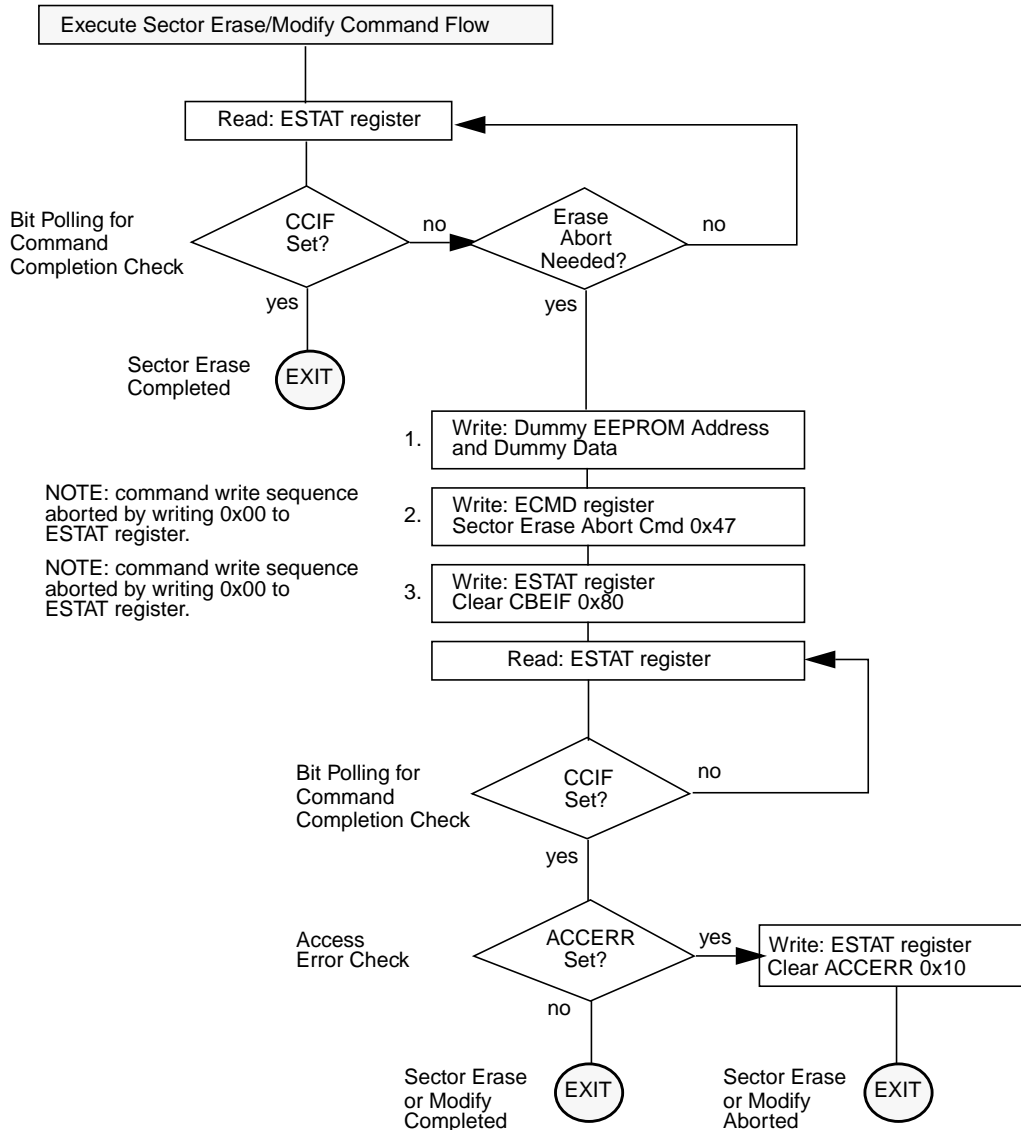 Execute Sector Erase/Modify Command Flow
Read: ESTAT register
Bit Polling for
Command
Completion Check
CCIF
Set?
no
Erase
Abort
Needed?
no
yes
yes
Sector Erase
Completed
EXIT
1.
Write: Dummy EEPROM Address
and Dummy Data
NOTE: command write sequence
aborted by writing 0x00 to
ESTAT register.
2.
Write: ECMD register
Sector Erase Abort Cmd 0x47
NOTE: command write sequence
aborted by writing 0x00 to
ESTAT register.
3.
Write: ESTAT register
Clear CBEIF 0x80
Read: ESTAT register
Bit Polling for
Command
Completion Check
CCIF
Set?
no
yes
Access
Error Check
ACCERR
Set?
yes
Write: ESTAT register
Clear ACCERR 0x10
no
Sector Erase
or Modify
Completed
EXIT
Sector Erase
or Modify
Aborted
EXIT